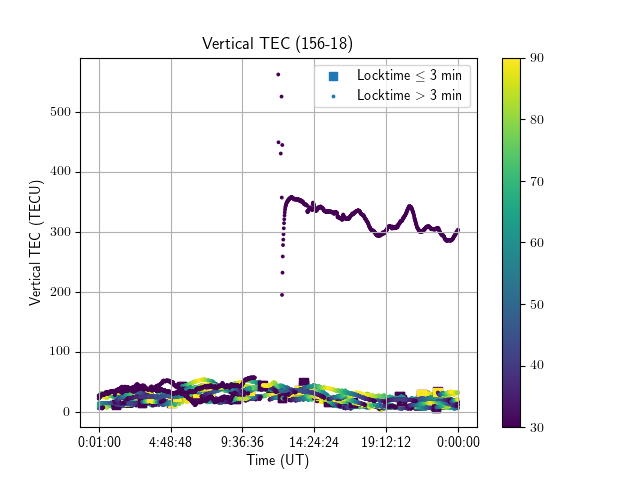 Vertical TEC (156-18)
Locktime ≤ 3 min
Locktime > 3 min
Vertical TEC (TECU)
500
400
300
200
100
0
0:01:00 4:48:48 9:36:36 14:24:24 19:12:12 0:00:00
Time (UT)
90
80
70
60
50
40
30